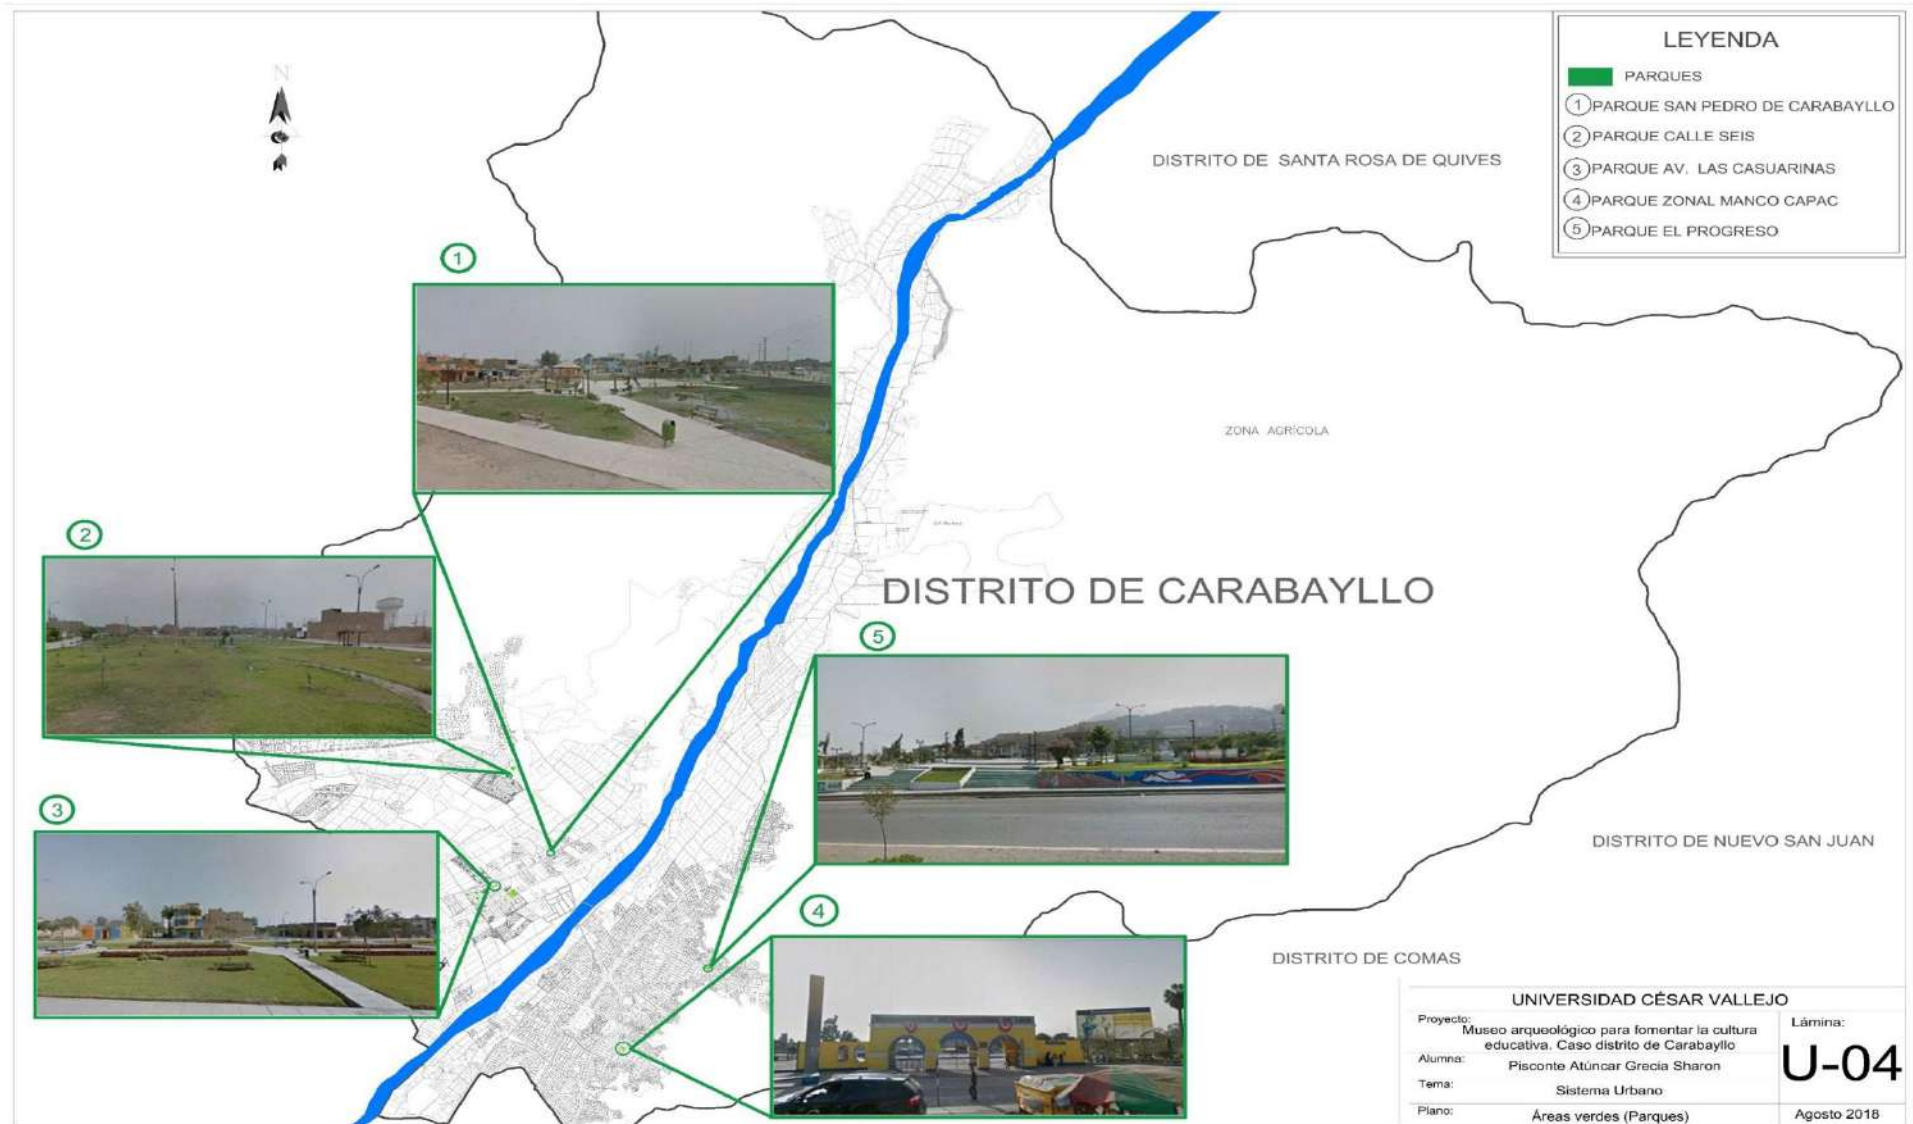 N
LEYENDA
PARQUES
1 PARQUE SAN PEDRO DE CARABAYLLO
2 PARQUE CALLE SEIS
3 PARQUE AV. LAS CASUARINAS
4 PARQUE ZONAL MANCO CAPAC
5 PARQUE EL PROGRESO
DISTRITO DE SANTA ROSA DE QUIVES
1
ZONA AGRÍCOLA
2
DISTRITO DE CARABAYLLO
5
3
DISTRITO DE NUEVO SAN JUAN
4
DISTRITO DE COMAS
UNIVERSIDAD CÉSAR VALLEJO
Proyecto:
Museo arqueológico para fomentar la cultura
educativa. Caso distrito de Carabayllo
Alumna:
Pisconte Atúncar Grecia Sharon
Tema:
Sistema Urbano
Plano:
Áreas verdes (Parques)
Lámina:
U-04
Agosto 2018